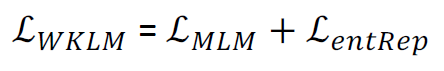 ℒ_WKLM = ℒ_MLM + ℒ_entRep